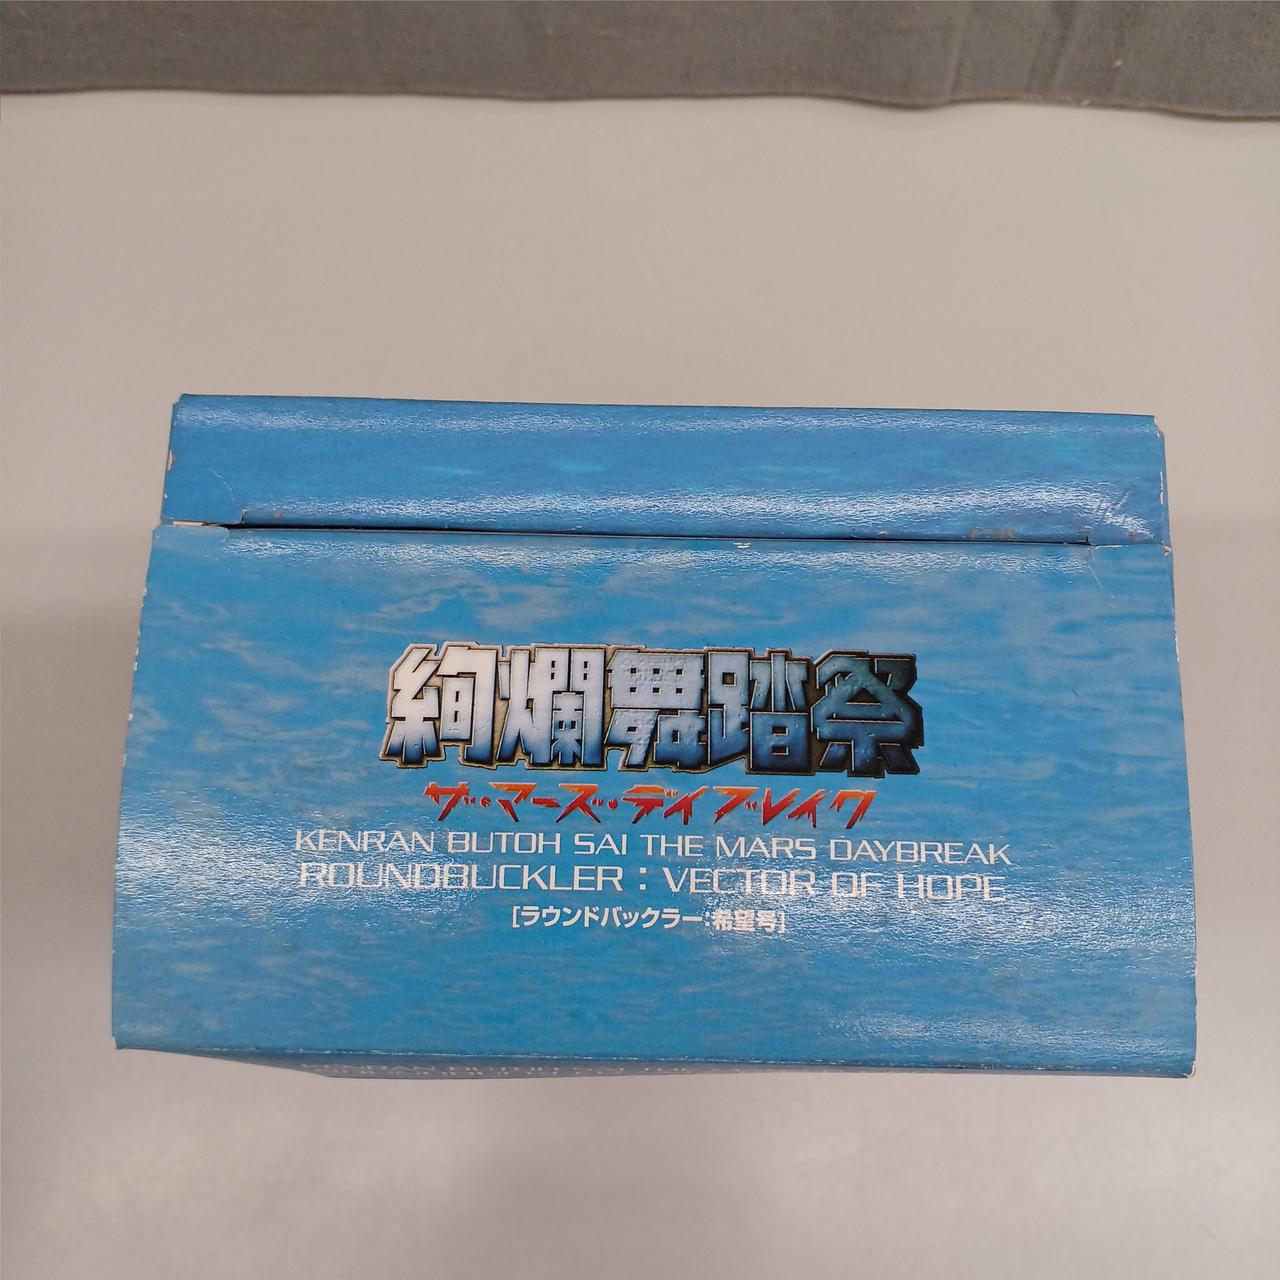 絢爛舞踏祭
ザ・マーズ・デイブレイク
KENRAN BUTOH SAI THE MARS DAYBREAK
ROUNDBUCKLER : VECTOR OF HOPE
[ラウンドバックラー:希望号]